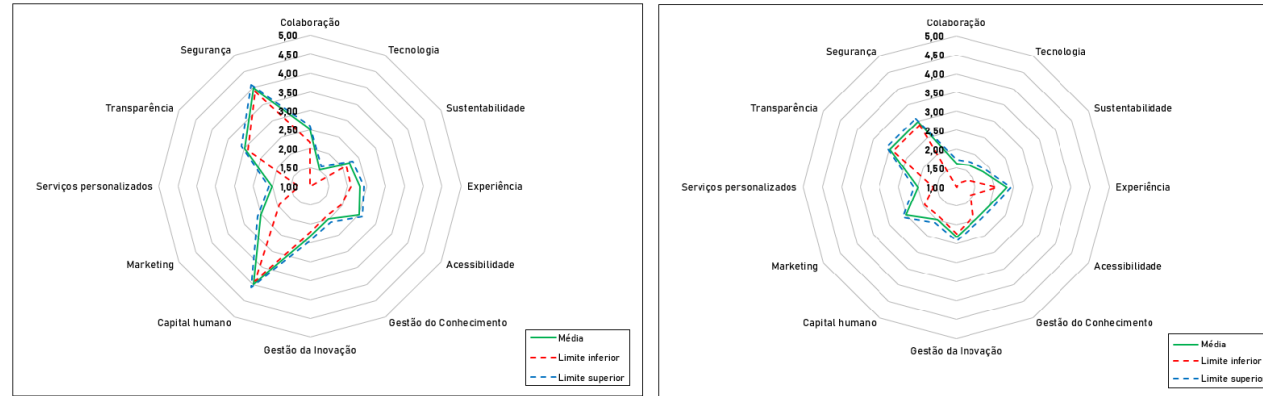 Colaboração
5,00
4,50
4,00
3,50
3,00
2,50
2,00
1,50
1,00
Tecnologia
Sustentabilidade
Experiência
Acessibilidade
Gestão do Conhecimento
Gestão da Inovação
Capital humano
Marketing
Serviços personalizados
Transparência
Segurança
Média
Limite inferior
Limite superior
Colaboração
5,00
4,50
4,00
3,50
3,00
2,50
2,00
1,50
1,00
Tecnologia
Sustentabilidade
Experiência
Acessibilidade
Gestão do Conhecimento
Gestão da Inovação
Capital humano
Marketing
Serviços personalizados
Transparência
Segurança
Média
Limite inferior
Limite superior